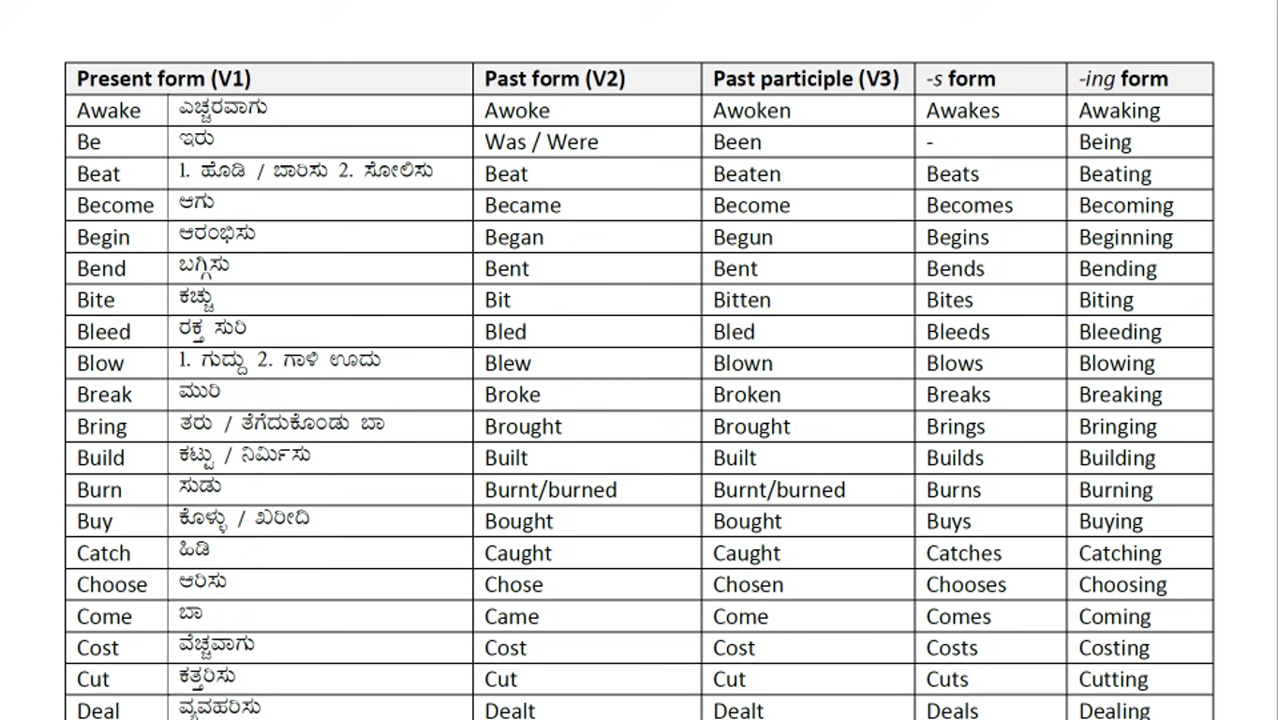 Present form (V1) Past form (V2) Past participle (V3) -s form -ing form
Awake ಎಚ್ಚರವಾಗು Awoke Awoken Awakes Awaking
Be ಇರು Was / Were Been - Being
Beat 1. ಹೊಡಿ / ಬಾರಿಸು 2. ಸೋಲಿಸು Beat Beaten Beats Beating
Become ಆಗು Became Become Becomes Becoming
Begin ಆರಂಭಿಸು Began Begun Begins Beginning
Bend ಬಗ್ಗಿಸು Bent Bent Bends Bending
Bite ಕಚ್ಚು Bit Bitten Bites Biting
Bleed ರಕ್ತ ಸುರಿ Bled Bled Bleeds Bleeding
Blow 1. ಗುದ್ದು 2. ಗಾಳಿ ಊದು Blew Blown Blows Blowing
Break ಮುರಿ Broke Broken Breaks Breaking
Bring ತರು / ತೆಗೆದುಕೊಂಡು ಬಾ Brought Brought Brings Bringing
Build ಕಟ್ಟು / ನಿರ್ಮಿಸು Built Built Builds Building
Burn ಸುಡು Burnt/burned Burnt/burned Burns Burning
Buy ಕೊಳ್ಳು / ಖರೀದಿ Bought Bought Buys Buying
Catch ಹಿಡಿ Caught Caught Catches Catching
Choose ಆರಿಸು Chose Chosen Chooses Choosing
Come ಬಾ Came Come Comes Coming
Cost ವೆಚ್ಚವಾಗು Cost Cost Costs Costing
Cut ಕತ್ತರಿಸು Cut Cut Cuts Cutting
Deal ವ್ಯವಹರಿಸು Dealt Dealt Deals Dealing